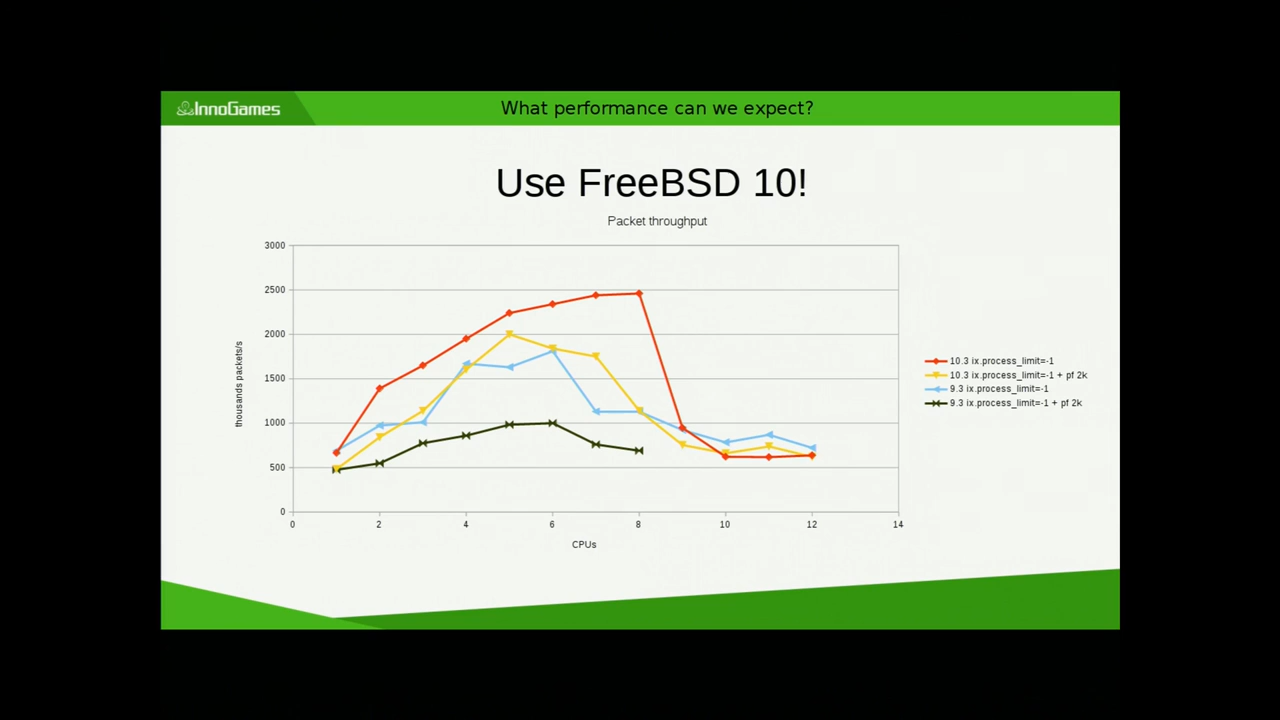 InnoGames
What performance can we expect?
Use FreeBSD 10!
Packet throughput
3000
2500
2000
1500
1000
500
0
thousands packets/s
0 2 4 6 8 10 12 14
CPUs
10.3 ix.process_limit=-1
10.3 ix.process_limit=-1 + pf 2k
9.3 ix.process_limit=-1
9.3 ix.process_limit=-1 + pf 2k